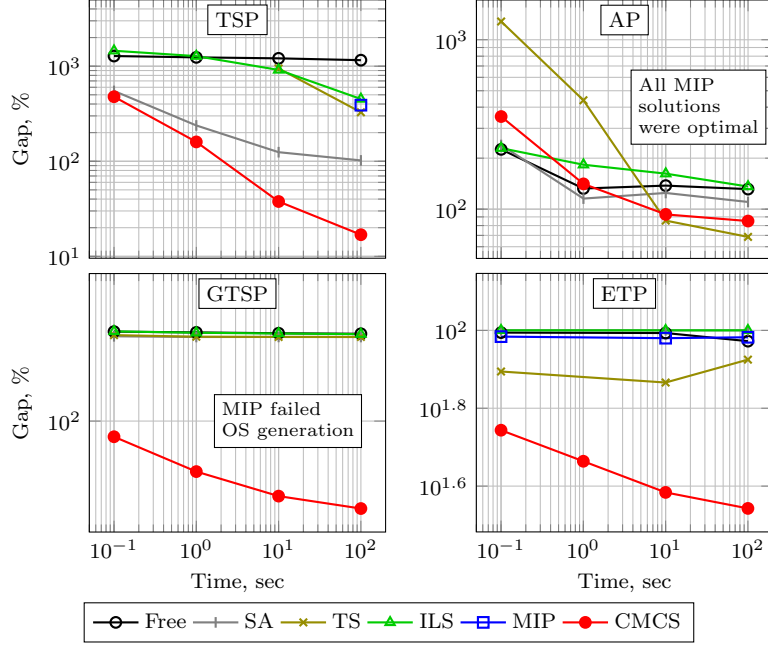 TSP
AP
Gap, %
10^3
10^2
10^1
10^3
10^2
All MIP
solutions
were optimal
GTSP
ETP
Gap, %
10^2
MIP failed
OS generation
10^2
10^1.8
10^1.6
10^−1 10^0 10^1 10^2
10^−1 10^0 10^1 10^2
Time, sec
Time, sec
Free SA TS ILS MIP CMCS